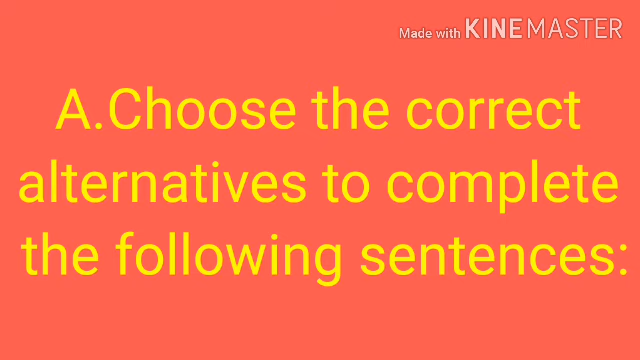 Made with KINEMASTER
A.Choose the correct
alternatives to complete
the following sentences: